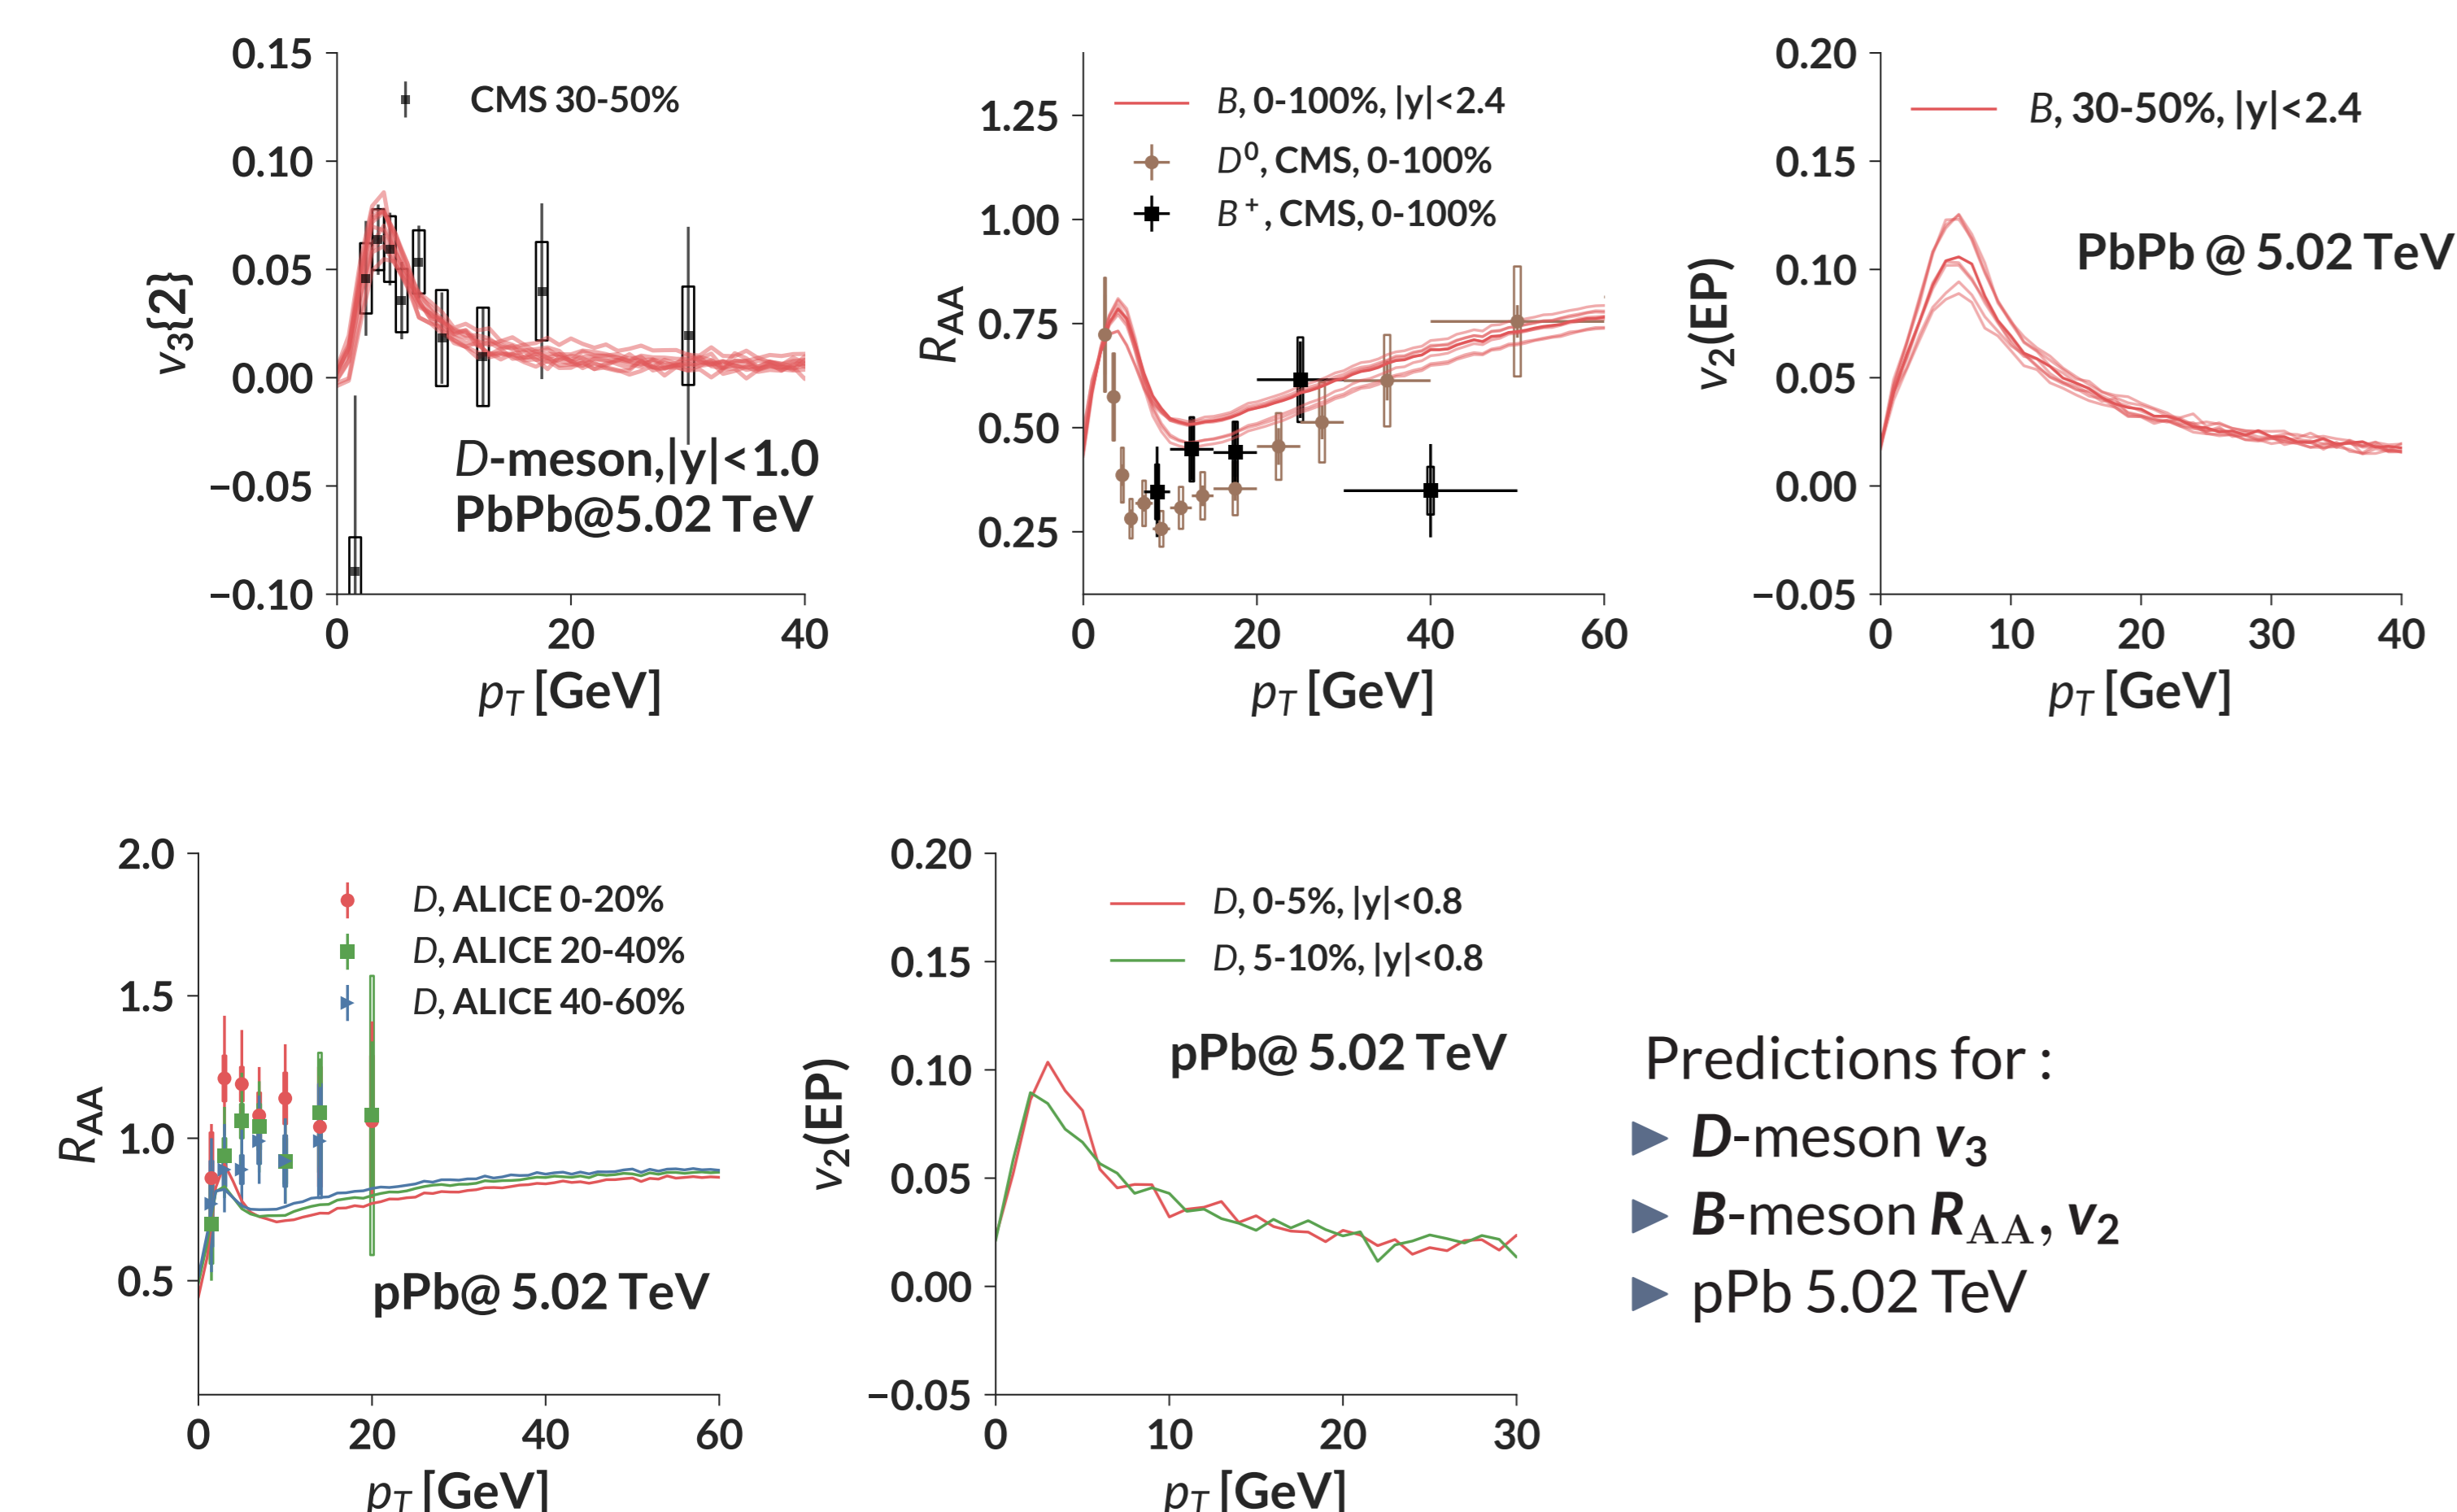 0.15
0.10
0.05
0.00
−0.05
−0.10
v3{2}
CMS 30-50%
D-meson,|y|<1.0
PbPb@5.02 TeV
0
20
40
pT [GeV]
1.25
1.00
0.75
0.50
0.25
RAA
B, 0-100%, |y|<2.4
D⁰, CMS, 0-100%
B⁺, CMS, 0-100%
0
20
40
60
pT [GeV]
0.20
0.15
0.10
0.05
0.00
−0.05
v2(EP)
B, 30-50%, |y|<2.4
PbPb @ 5.02 TeV
0
10
20
30
40
pT [GeV]
2.0
1.5
1.0
0.5
RAA
D, ALICE 0-20%
D, ALICE 20-40%
D, ALICE 40-60%
pPb@ 5.02 TeV
0
20
40
60
pT [GeV]
0.20
0.15
0.10
0.05
0.00
−0.05
v2(EP)
D, 0-5%, |y|<0.8
D, 5-10%, |y|<0.8
pPb@ 5.02 TeV
0
10
20
30
pT [GeV]
Predictions for :
D-meson v3
B-meson RAA, v2
pPb 5.02 TeV